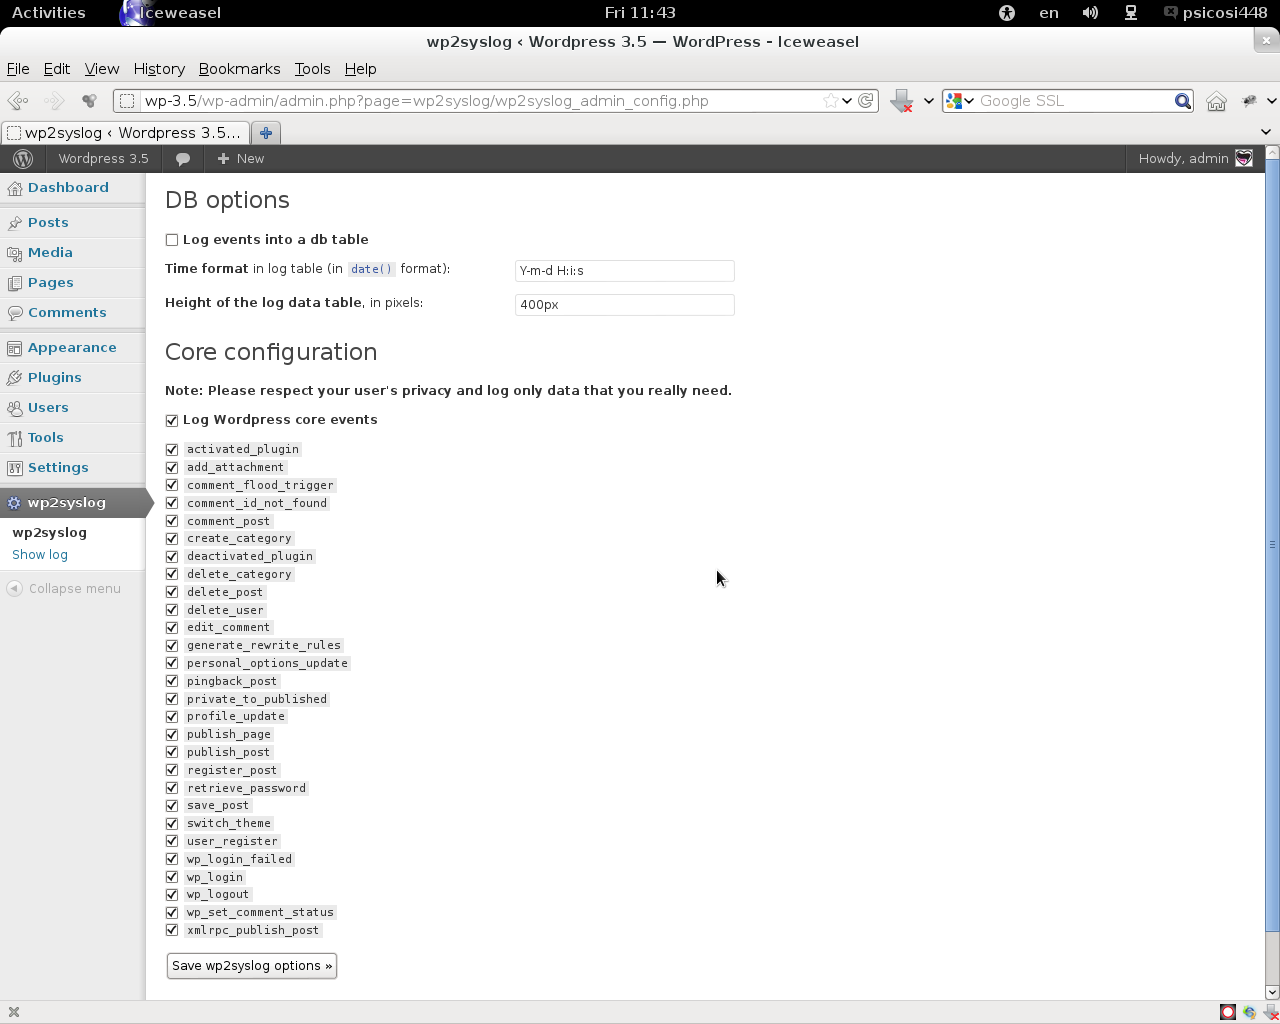 Activities Iceweasel Fri 11:43 en psicosi448
wp2syslog ‹ Wordpress 3.5 — WordPress - Iceweasel
File Edit View History Bookmarks Tools Help
wp-3.5/wp-admin/admin.php?page=wp2syslog/wp2syslog_admin_config.php Google SSL
wp2syslog ‹ Wordpress 3.5...
Wordpress 3.5 New Howdy, admin
Dashboard
Posts
Media
Pages
Comments
Appearance
Plugins
Users
Tools
Settings
wp2syslog
wp2syslog
Show log
Collapse menu
DB options
Log events into a db table
Time format in log table (in date() format): Y-m-d H:i:s
Height of the log data table, in pixels: 400px
Core configuration
Note: Please respect your user's privacy and log only data that you really need.
Log Wordpress core events
activated_plugin
add_attachment
comment_flood_trigger
comment_id_not_found
comment_post
create_category
deactivated_plugin
delete_category
delete_post
delete_user
edit_comment
generate_rewrite_rules
personal_options_update
pingback_post
private_to_published
profile_update
publish_page
publish_post
register_post
retrieve_password
save_post
switch_theme
user_register
wp_login_failed
wp_login
wp_logout
wp_set_comment_status
xmlrpc_publish_post
Save wp2syslog options »